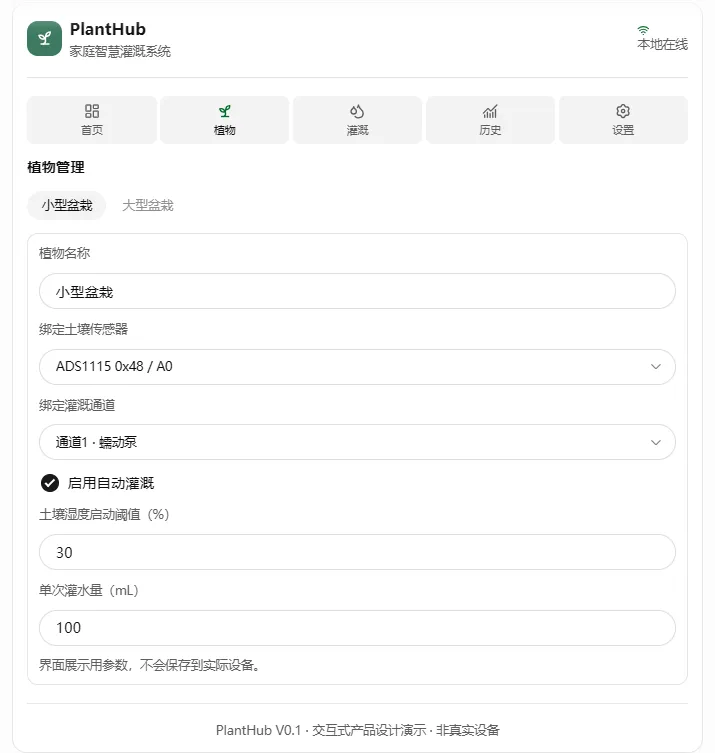 PlantHub
家庭智慧灌溉系统
本地在线
首页
植物
灌溉
历史
设置
植物管理
小型盆栽
大型盆栽
植物名称
小型盆栽
绑定土壤传感器
ADS1115 0x48 / A0
绑定灌溉通道
通道1 · 蠕动泵
启用自动灌溉
土壤湿度启动阈值（%）
30
单次灌水量（mL）
100
界面展示用参数，不会保存到实际设备。
PlantHub V0.1 · 交互式产品设计演示 · 非真实设备